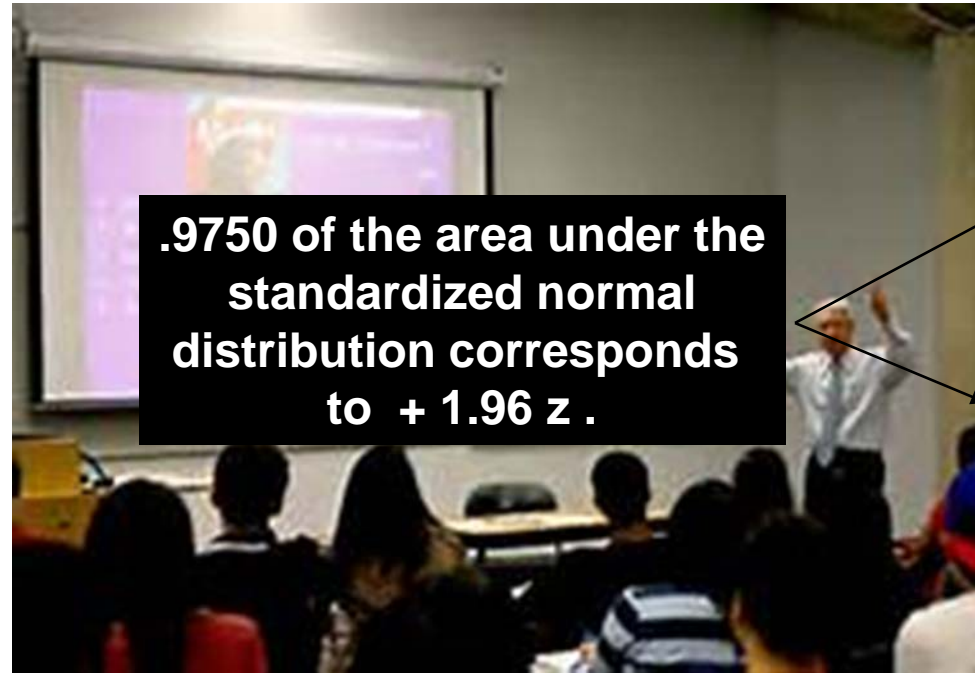 .9750 of the area under the
standardized normal
distribution corresponds
to + 1.96 z .